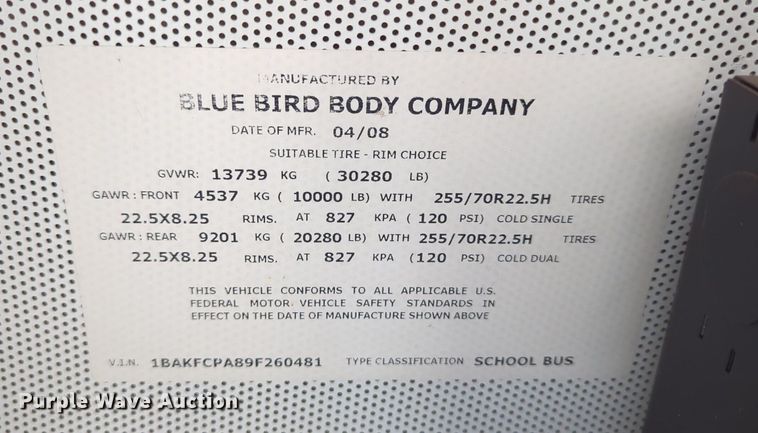 MANUFACTURED BY
BLUE BIRD BODY COMPANY
DATE OF MFR. 04/08
SUITABLE TIRE - RIM CHOICE
GVWR: 13739 KG ( 30280 LB)
GAWR : FRONT 4537 KG ( 10000 LB) WITH 255/70R22.5H TIRES
22.5X8.25 RIMS. AT 827 KPA ( 120 PSI) COLD SINGLE
GAWR : REAR 9201 KG ( 20280 LB) WITH 255/70R22.5H TIRES
22.5X8.25 RIMS. AT 827 KPA (120 PSI) COLD DUAL
THIS VEHICLE CONFORMS TO ALL APPLICABLE U.S.
FEDERAL MOTOR VEHICLE SAFETY STANDARDS IN
EFFECT ON THE DATE OF MANUFACTURE SHOWN ABOVE
V.I.N. 1BAKFCPA89F260481 TYPE CLASSIFICATION SCHOOL BUS
Purple Wave Auction